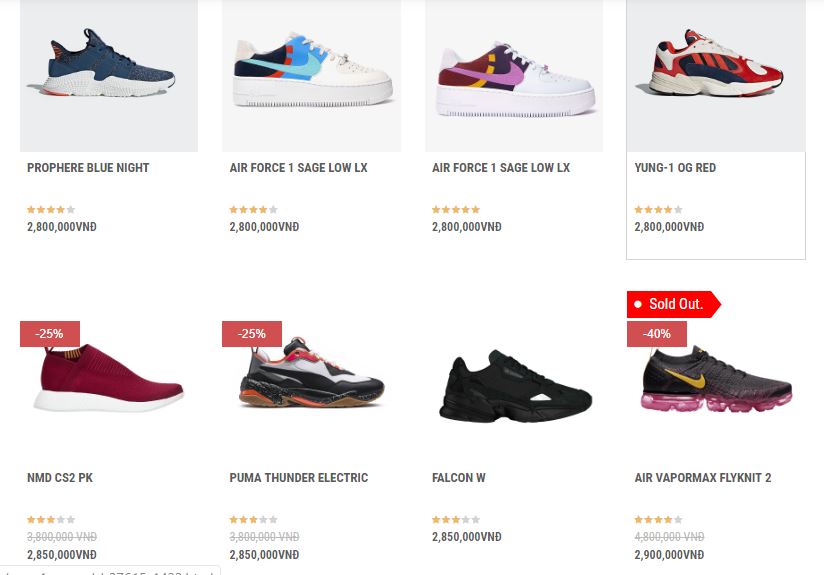 PROPHERE BLUE NIGHT
AIR FORCE 1 SAGE LOW LX
AIR FORCE 1 SAGE LOW LX
YUNG-1 OG RED
2,800,000VNĐ
2,800,000VNĐ
2,800,000VNĐ
2,800,000VNĐ
Sold Out.
-25%
-25%
-40%
NMD CS2 PK
PUMA THUNDER ELECTRIC
FALCON W
AIR VAPORMAX FLYKNIT 2
3,800,000 VNĐ
3,800,000 VNĐ
2,850,000VNĐ
4,800,000 VNĐ
2,850,000VNĐ
2,850,000VNĐ
2,900,000VNĐ